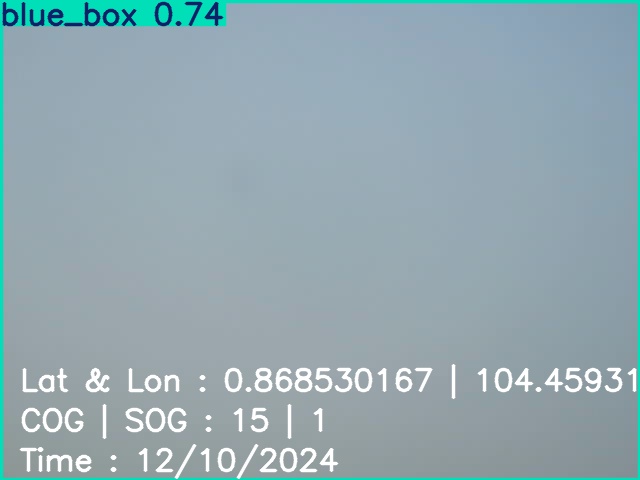 blue_box 0.74
Lat & Lon : 0.868530167 | 104.45931
COG | SOG : 15 | 1
Time : 12/10/2024